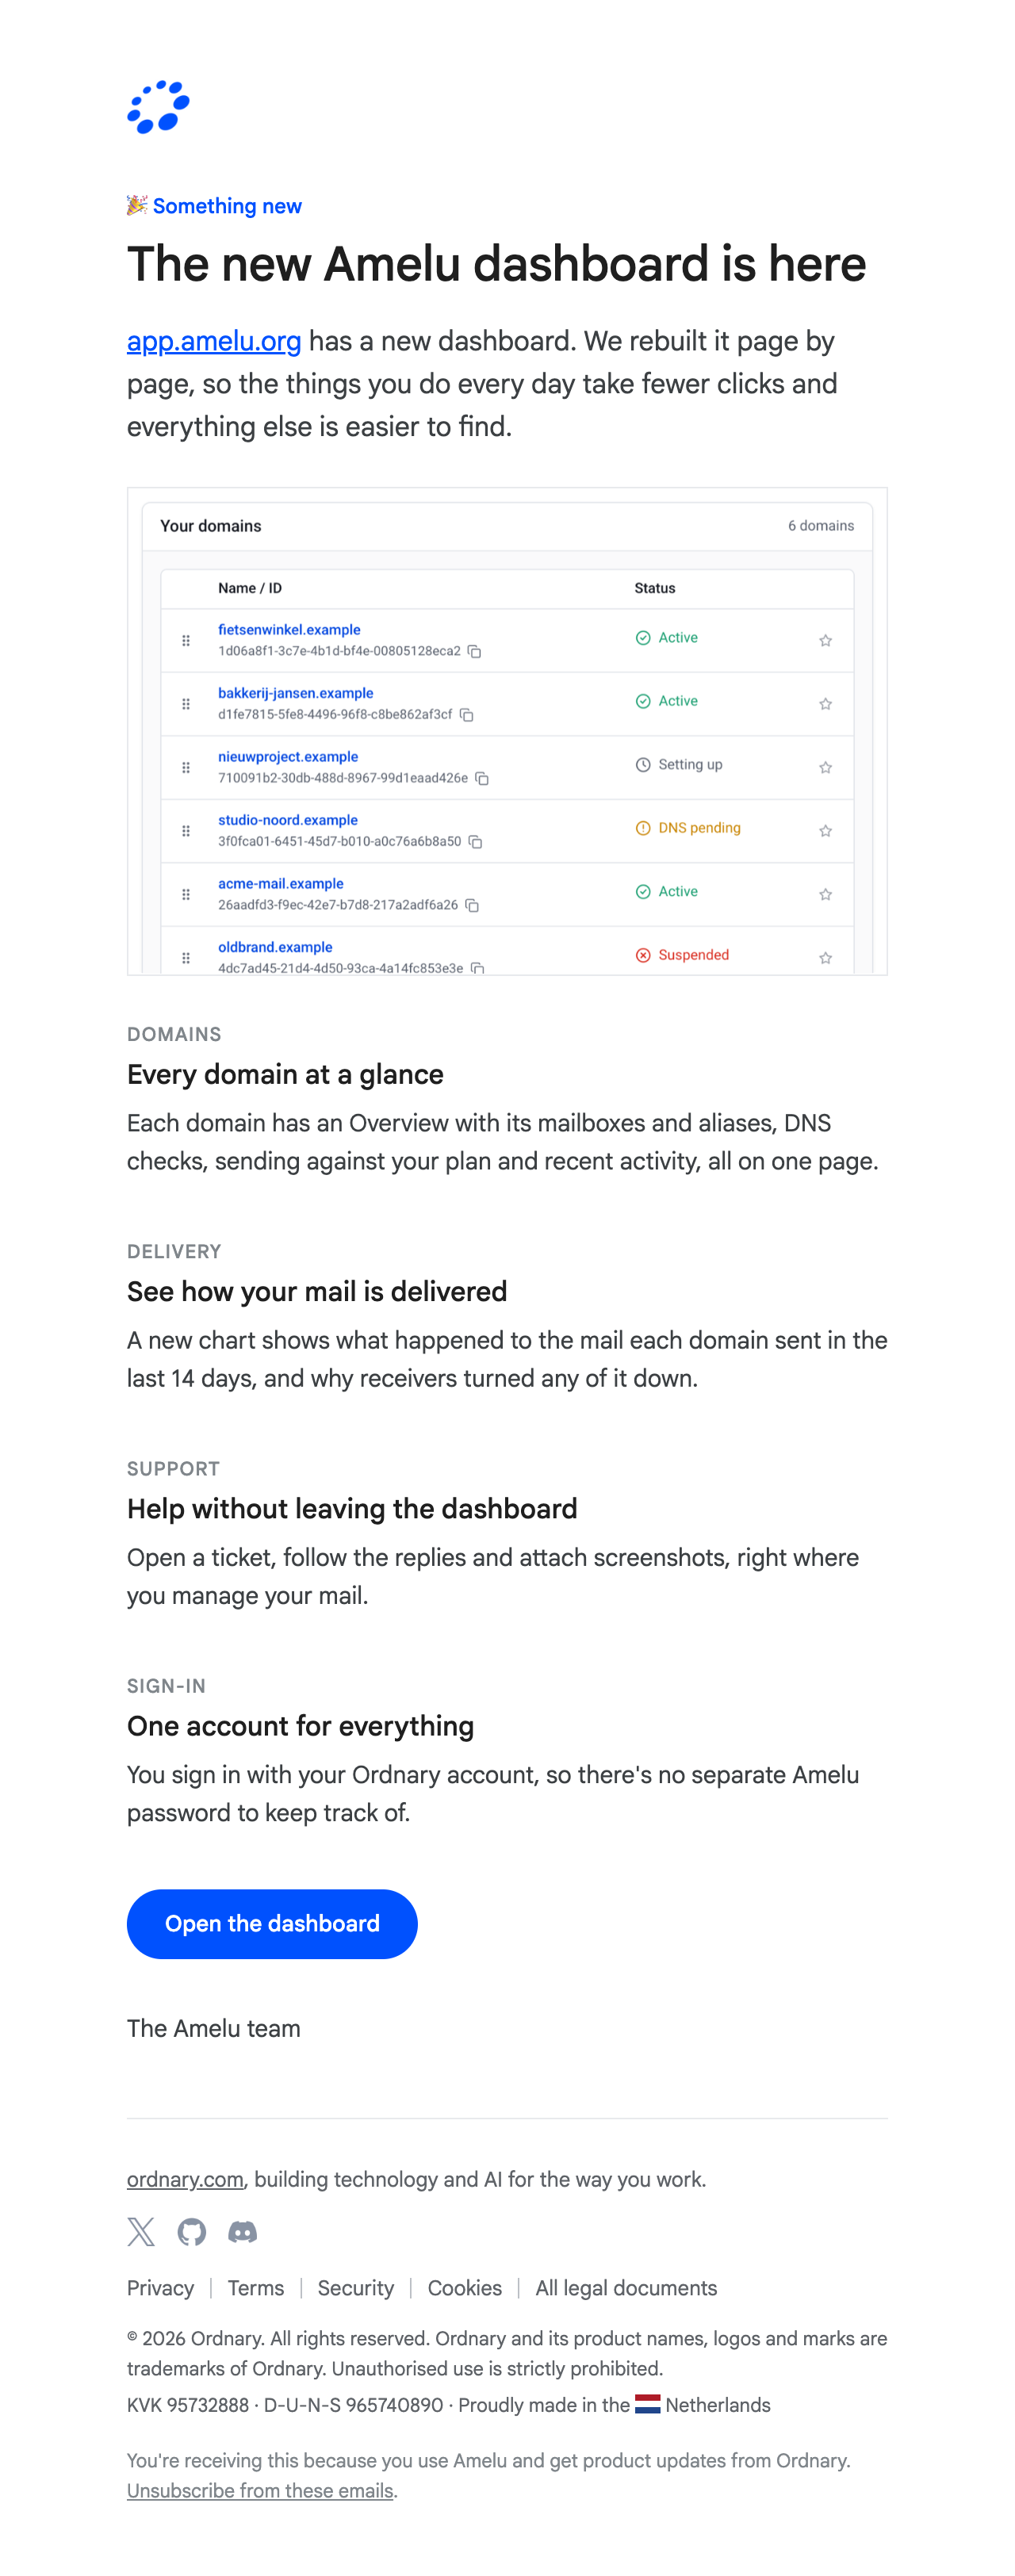 🎉 Something new
The new Amelu dashboard is here
app.amelu.org has a new dashboard. We rebuilt it page by
page, so the things you do every day take fewer clicks and
everything else is easier to find.
Your domains 6 domains
Name / ID Status
fietsenwinkel.example Active
1d06a8f1-3c7e-4b1d-bf4e-00805128eca2
bakkerij-jansen.example Active
d1fe7815-5fe8-4496-96f8-c8be862af3cf
nieuwproject.example Setting up
710091b2-30db-488d-8967-99d1eaad426e
studio-noord.example DNS pending
3f0fca01-6451-45d7-b010-a0c76a6b8a50
acme-mail.example Active
26aadfd3-f9ec-42e7-b7d8-217a2adf6a26
oldbrand.example Suspended
4dc7ad45-21d4-4d50-93ca-4a14fc853e3e
DOMAINS
Every domain at a glance
Each domain has an Overview with its mailboxes and aliases, DNS
checks, sending against your plan and recent activity, all on one page.
DELIVERY
See how your mail is delivered
A new chart shows what happened to the mail each domain sent in the
last 14 days, and why receivers turned any of it down.
SUPPORT
Help without leaving the dashboard
Open a ticket, follow the replies and attach screenshots, right where
you manage your mail.
SIGN-IN
One account for everything
You sign in with your Ordnary account, so there's no separate Amelu
password to keep track of.
Open the dashboard
The Amelu team
ordnary.com, building technology and AI for the way you work.
Privacy | Terms | Security | Cookies | All legal documents
© 2026 Ordnary. All rights reserved. Ordnary and its product names, logos and marks are
trademarks of Ordnary. Unauthorised use is strictly prohibited.
KVK 95732888 · D-U-N-S 965740890 · Proudly made in the 🇳🇱 Netherlands
You're receiving this because you use Amelu and get product updates from Ordnary.
Unsubscribe from these emails.